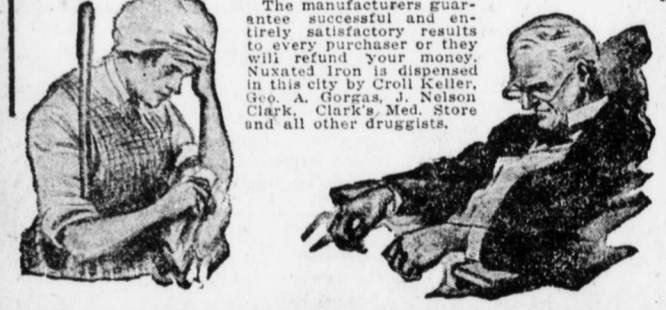 The manufacturers guar-
antee successful and en-
tirely satisfactory results
to every purchaser or they
will refund your money.
Nuxated Iron is dispensed
in this city by Croll Keller,
Geo. A. Gorgas, J. Nelson
Clark, Clark's Med. Store
and all other druggists.